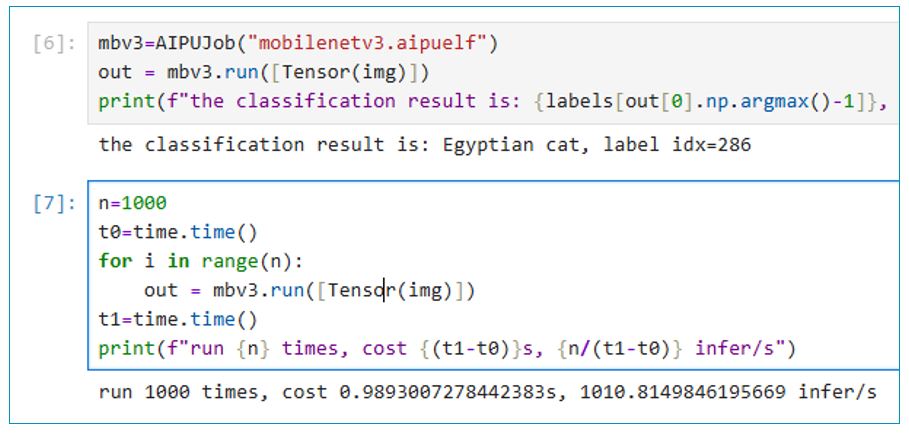 [6]: mbv3=AIPUJob("mobilenetv3.aipuelf")
out = mbv3.run([Tensor(img)])
print(f"the classification result is: {labels[out[0].np.argmax()-1]},
the classification result is: Egyptian cat, label idx=286
[7]: n=1000
t0=time.time()
for i in range(n):
    out = mbv3.run([Tensor(img)])
t1=time.time()
print(f"run {n} times, cost {(t1-t0)}s, {n/(t1-t0)} infer/s")
run 1000 times, cost 0.9893007278442383s, 1010.8149846195669 infer/s